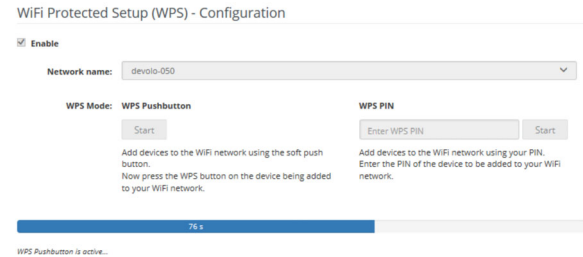 WiFi Protected Setup (WPS) - Configuration
Enable
Network name: devolo-050
WPS Mode: WPS Pushbutton WPS PIN
Start Enter WPS PIN Start
Add devices to the WiFi network using the soft push
button.
Now press the WPS button on the device being added
to your WiFi network.
Add devices to the WiFi network using your PIN.
Enter the PIN of the device to be added to your WiFi
network.
76 s
WPS Pushbutton is active...